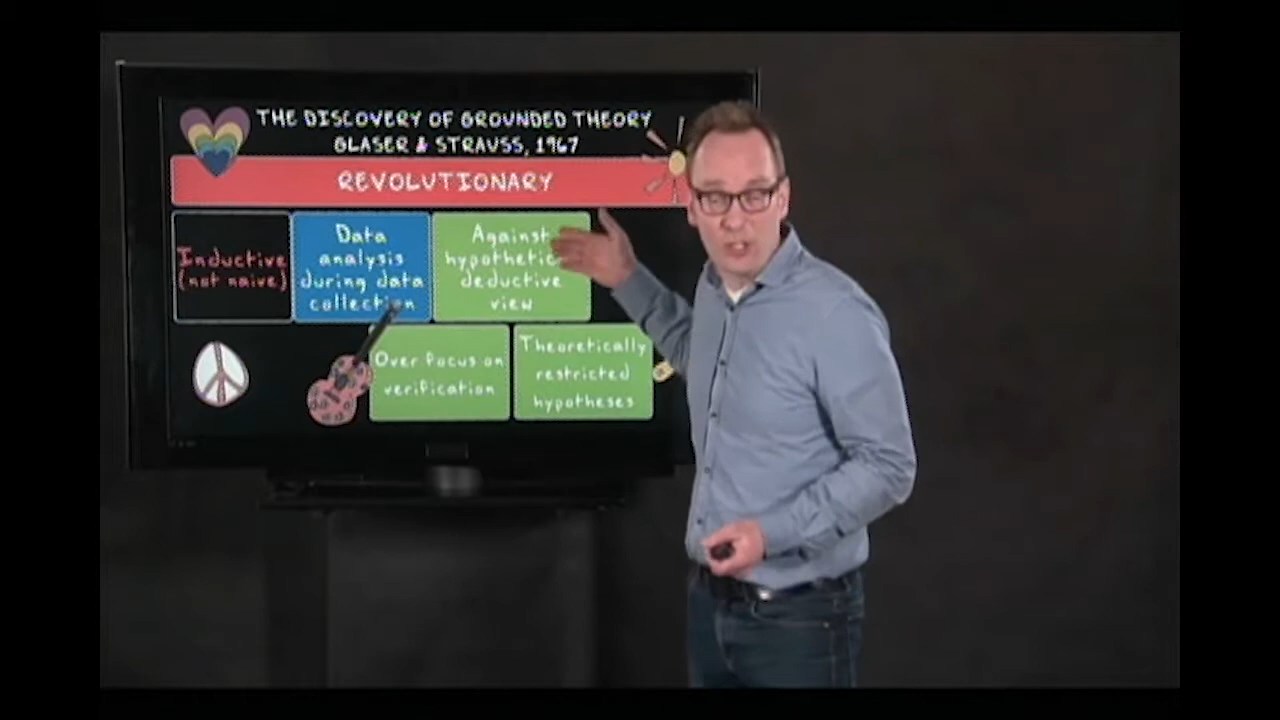 THE DISCOVERY OF GROUNDED THEORY
GLASER & STRAUSS, 1967
REVOLUTIONARY
Inductive
(not naive)
Data
analysis
during data
collection
Against
deductive
view
Over focus on
verification
Theoretically
restricted
hypotheses